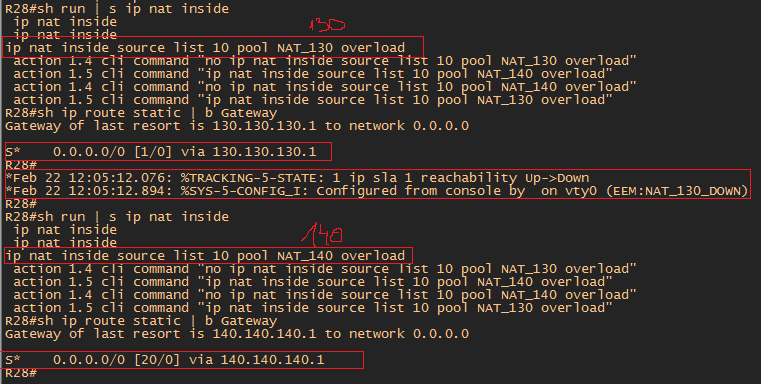 R28#sh run | s ip nat inside
 ip nat inside
 ip nat inside
130
ip nat inside source list 10 pool NAT_130 overload
 action 1.4 cli command "no ip nat inside source list 10 pool NAT_130 overload"
 action 1.5 cli command "ip nat inside source list 10 pool NAT_140 overload"
 action 1.4 cli command "no ip nat inside source list 10 pool NAT_140 overload"
 action 1.5 cli command "ip nat inside source list 10 pool NAT_130 overload"
R28#sh ip route static | b Gateway
Gateway of last resort is 130.130.130.1 to network 0.0.0.0
S*    0.0.0.0/0 [1/0] via 130.130.130.1
R28#
*Feb 22 12:05:12.076: %TRACKING-5-STATE: 1 ip sla 1 reachability Up->Down
*Feb 22 12:05:12.894: %SYS-5-CONFIG_I: Configured from console by  on vty0 (EEM:NAT_130_DOWN)
R28#
R28#sh run | s ip nat inside
 ip nat inside
 ip nat inside
140
ip nat inside source list 10 pool NAT_140 overload
 action 1.4 cli command "no ip nat inside source list 10 pool NAT_130 overload"
 action 1.5 cli command "ip nat inside source list 10 pool NAT_140 overload"
 action 1.4 cli command "no ip nat inside source list 10 pool NAT_140 overload"
 action 1.5 cli command "ip nat inside source list 10 pool NAT_130 overload"
R28#sh ip route static | b Gateway
Gateway of last resort is 140.140.140.1 to network 0.0.0.0
S*    0.0.0.0/0 [20/0] via 140.140.140.1
R28#